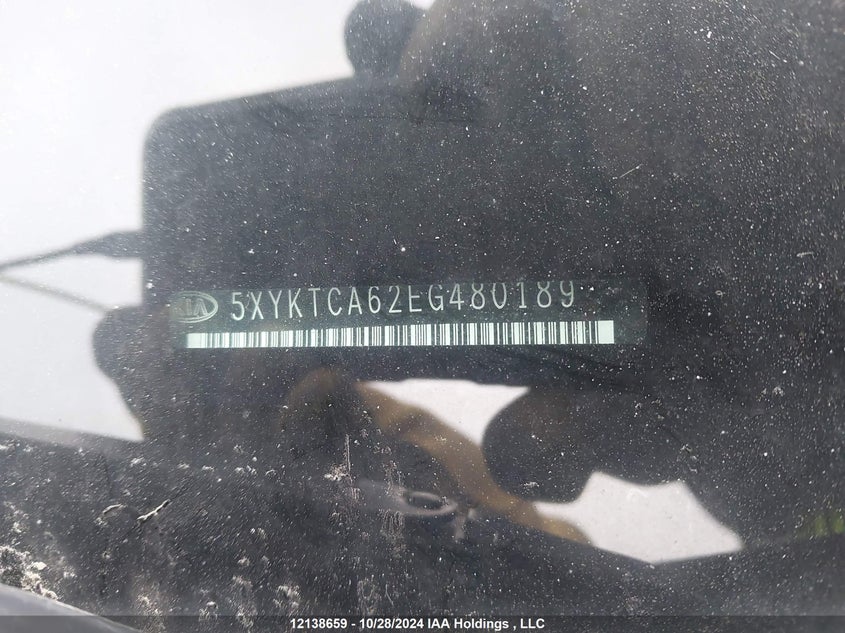 KIA 5XYKTCA62EG480189
12138659 - 10/28/2024 IAA Holdings , LLC